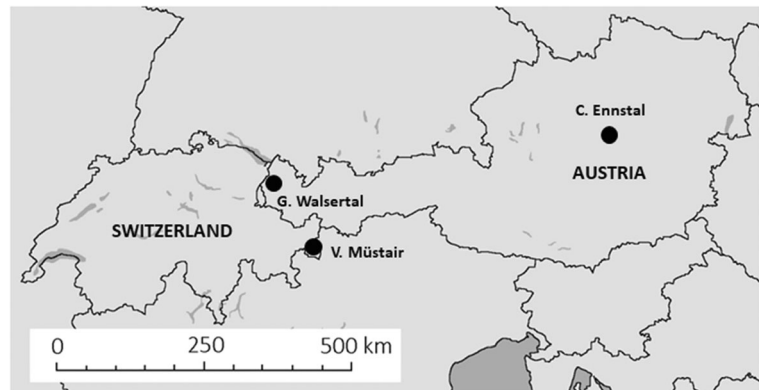 C. Ennstal
AUSTRIA
G. Walsertal
SWITZERLAND
V. Müstair
0 250 500 km